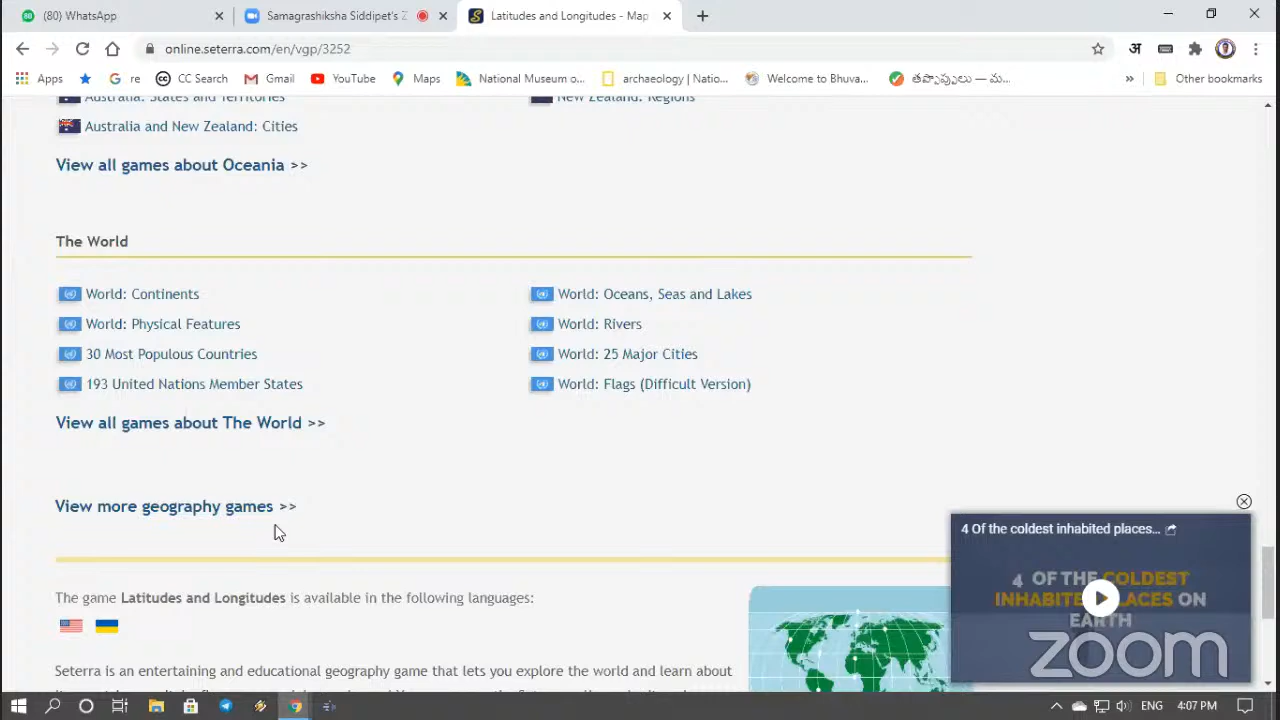 (80) WhatsApp
Samagrashiksha Siddipet's Z
Latitudes and Longitudes - Map
online.seterra.com/en/vgp/3252
Apps
re
CC Search
Gmail
YouTube
Maps
National Museum o...
archaeology | Natio...
Welcome to Bhuva...
తప్పొప్పులు — మ...
Other bookmarks
Australia: States and Territories
New Zealand: Regions
Australia and New Zealand: Cities
View all games about Oceania >>
The World
World: Continents
World: Oceans, Seas and Lakes
World: Physical Features
World: Rivers
30 Most Populous Countries
World: 25 Major Cities
193 United Nations Member States
World: Flags (Difficult Version)
View all games about The World >>
View more geography games >>
4 Of the coldest inhabited places...
4 OF THE COLDEST
INHABITED PLACES ON
EARTH
zoom
The game Latitudes and Longitudes is available in the following languages:
Seterra is an entertaining and educational geography game that lets you explore the world and learn about
ENG
4:07 PM